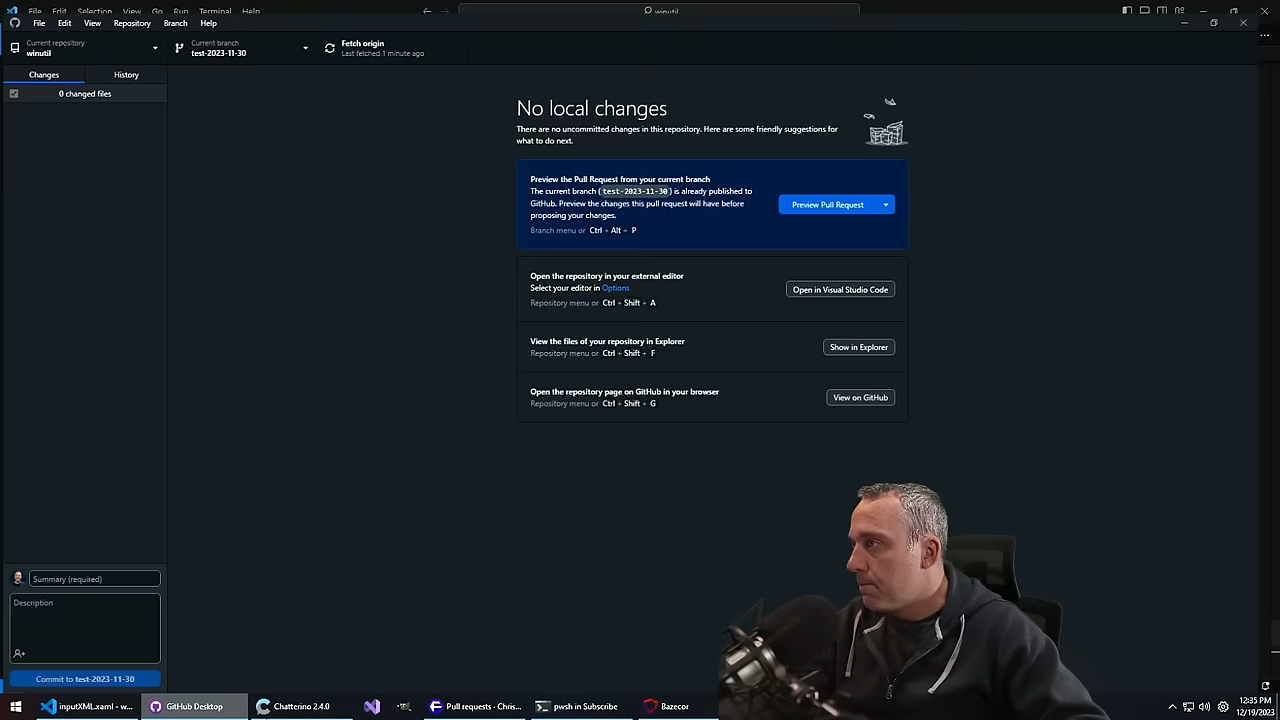 File Edit Selection View Go Run Terminal Help
winutil
File Edit View Repository Branch Help
Current repository
winutil
Current branch
test-2023-11-30
Fetch origin
Last fetched 1 minute ago
Changes History
0 changed files
No local changes
There are no uncommitted changes in this repository. Here are some friendly suggestions for
what to do next.
Preview the Pull Request from your current branch
The current branch (test-2023-11-30) is already published to
GitHub. Preview the changes this pull request will have before
proposing your changes.
Branch menu or Ctrl + Alt + P
Preview Pull Request
Open the repository in your external editor
Select your editor in Options
Repository menu or Ctrl + Shift + A
Open in Visual Studio Code
View the files of your repository in Explorer
Repository menu or Ctrl + Shift + F
Show in Explorer
Open the repository page on GitHub in your browser
Repository menu or Ctrl + Shift + G
View on GitHub
Summary (required)
Description
Commit to test-2023-11-30
inputXML.xaml - w...
GitHub Desktop
Chatterino 2.4.0
Pull requests - Chris...
pwsh in Subscribe
Bazecor
12:35 PM
12/19/2023